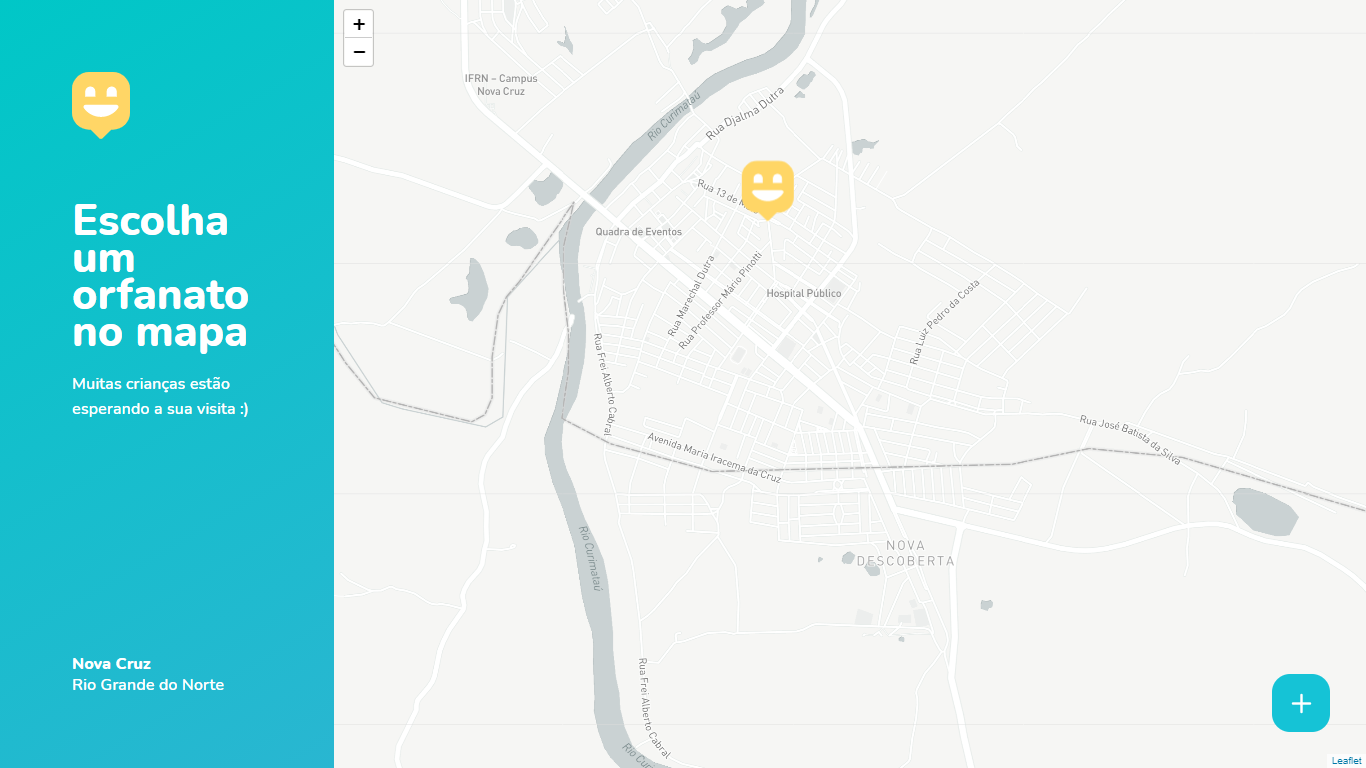 Escolha
um
orfanato
no mapa
Muitas crianças estão
esperando a sua visita :)
Nova Cruz
Rio Grande do Norte
+
−
IFRN – Campus
Nova Cruz
Rio Curimataú
Rua Djalma Dutra
Rua 13 de
Quadra de Eventos
Rua Marechal Dutra
Rua Professor Mário Pinotti
Hospital Público
Rua Luiz Pedro da Costa
Rua Frei Alberto Cabral
Avenida Maria Iracema da Cruz
Rua José Batista da Silva
Rio Curimataú
NOVA
DESCOBERTA
Rua Frei Alberto Cabral
Rio
+
Leaflet